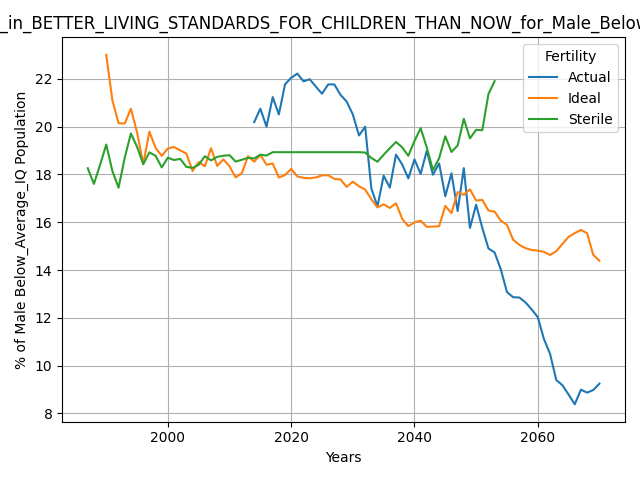 _in_BETTER_LIVING_STANDARDS_FOR_CHILDREN_THAN_NOW_for_Male_Below
Fertility
Actual
Ideal
Sterile
% of Male Below_Average_IQ Population
22
20
18
16
14
12
10
8
2000
2020
2040
2060
Years